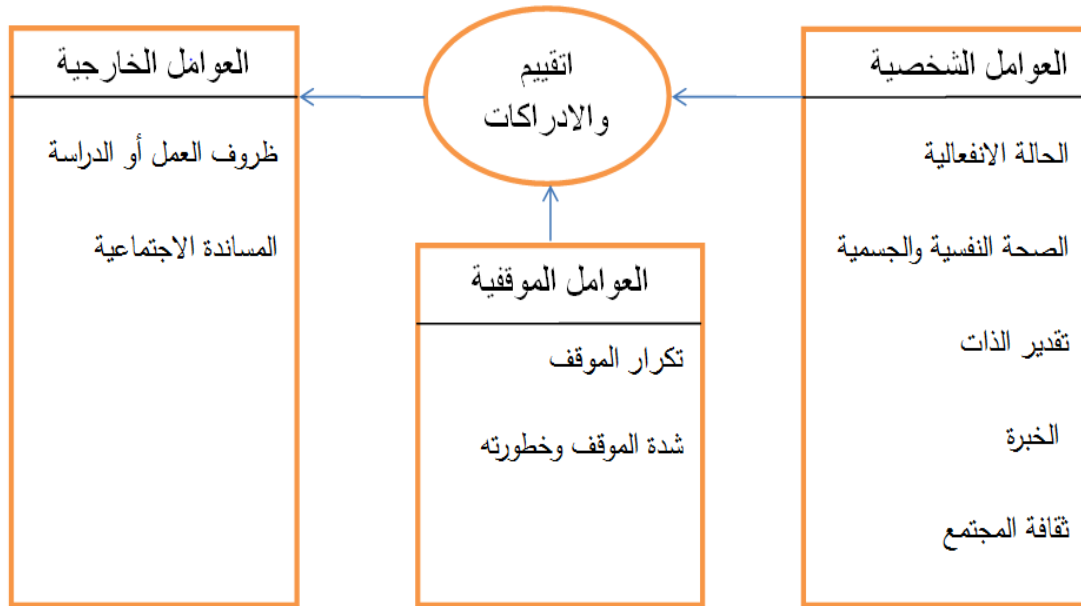 العوامل الشخصية
الحالة الانفعالية
الصحة النفسية والجسمية
تقدير الذات
الخبرة
ثقافة المجتمع
اتقييم
والادراكات
العوامل الموقفية
تكرار الموقف
شدة الموقف وخطورته
العوامل الخارجية
ظروف العمل أو الدراسة
المساندة الاجتماعية